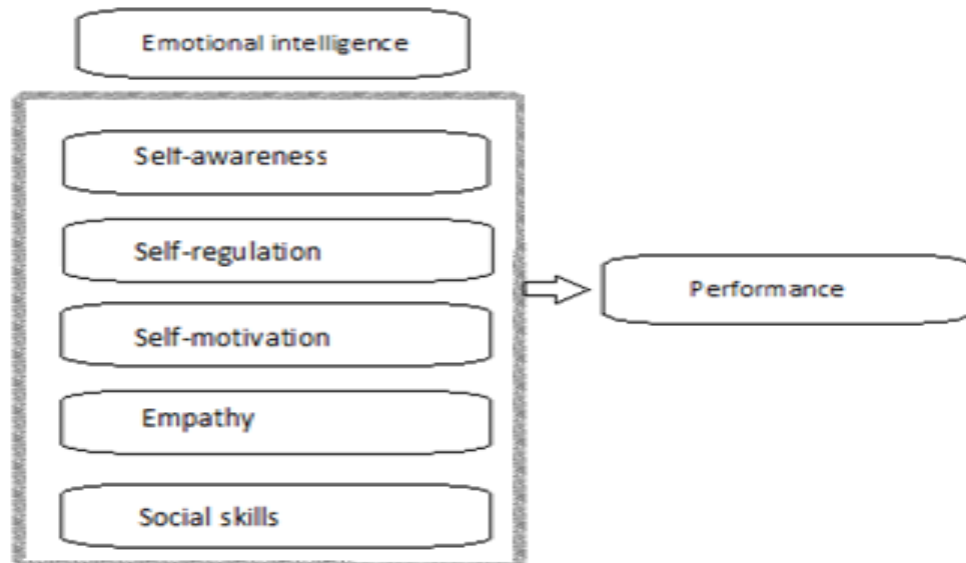 Emotional intelligence
Self-awareness
Self-regulation
Self-motivation
Empathy
Social skills
Performance